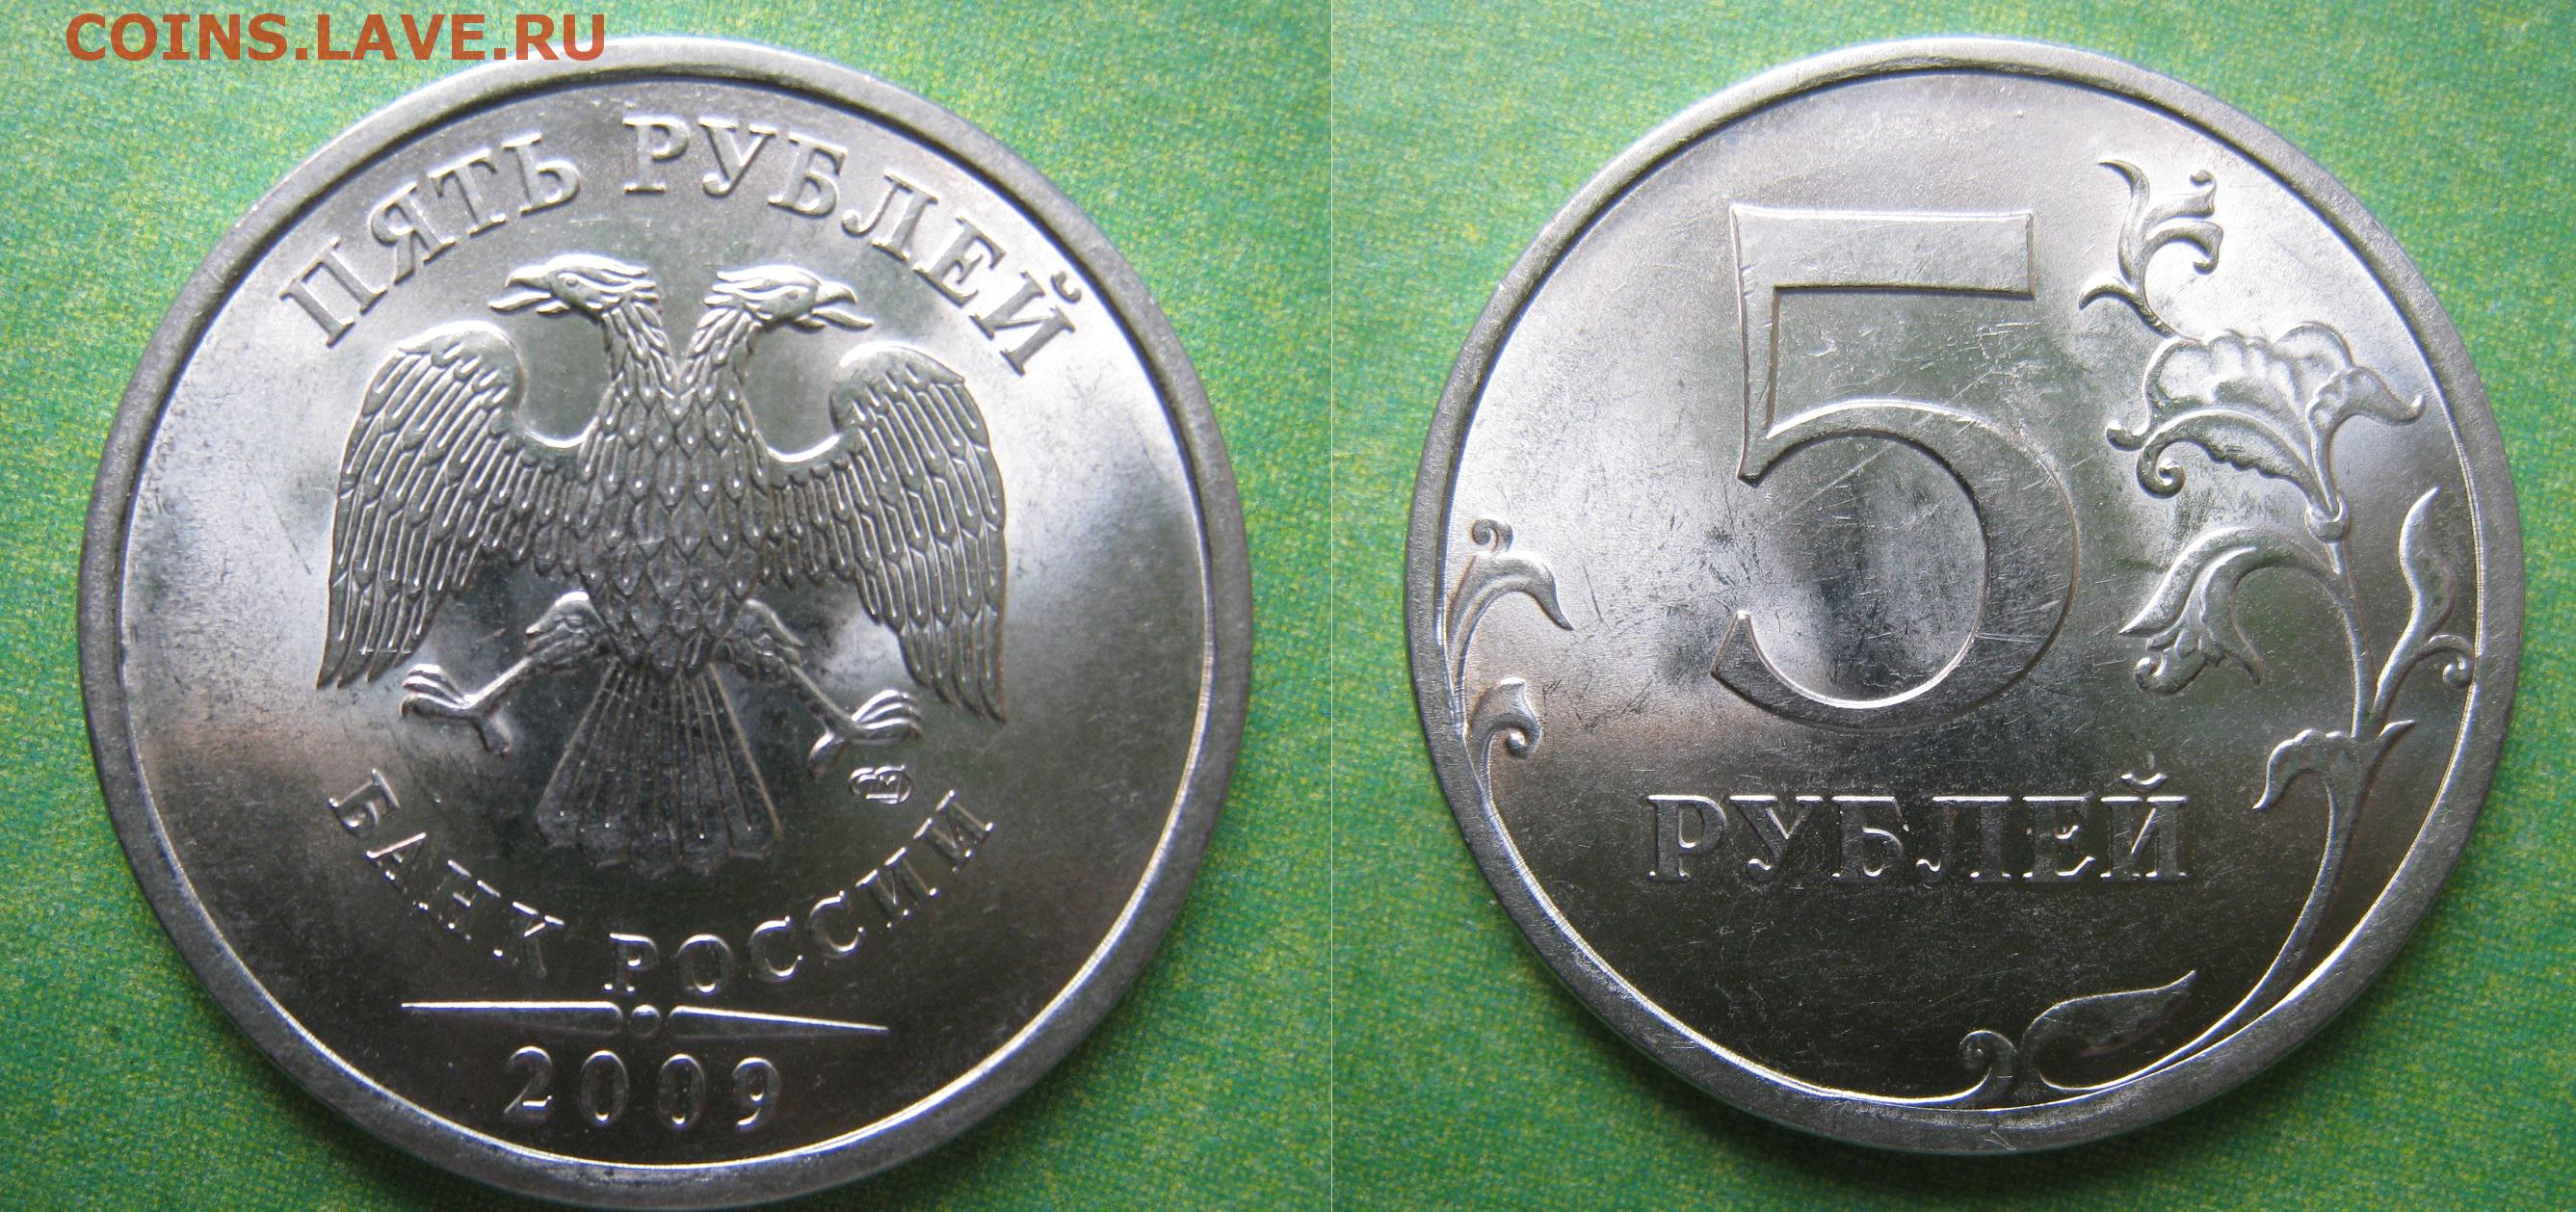 COINS.LAVE.RU
ПЯТЬ РУБЛЕЙ
БАНК РОССИИ
2009
5
РУБЛЕЙ